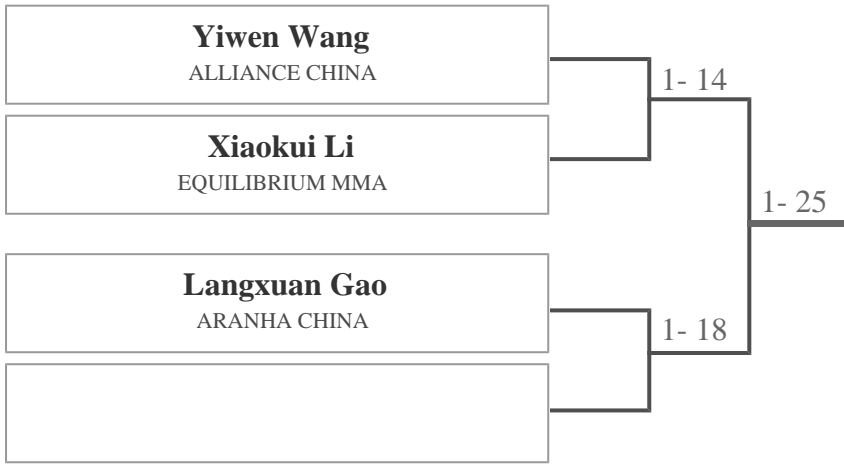 Yiwen Wang
ALLIANCE CHINA
1- 14
Xiaokui Li
EQUILIBRIUM MMA
1- 25
Langxuan Gao
ARANHA CHINA
1- 18